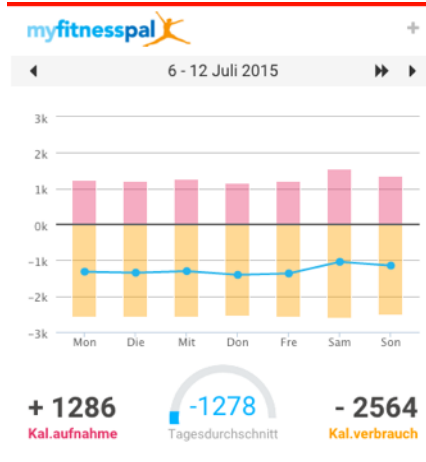 myfitnesspal
+
6 - 12 Juli 2015
3k
2k
1k
0k
-1k
-2k
-3k
Mon Die Mit Don Fre Sam Son
+ 1286
Kal.aufnahme
-1278
Tagesdurchschnitt
- 2564
Kal.verbrauch